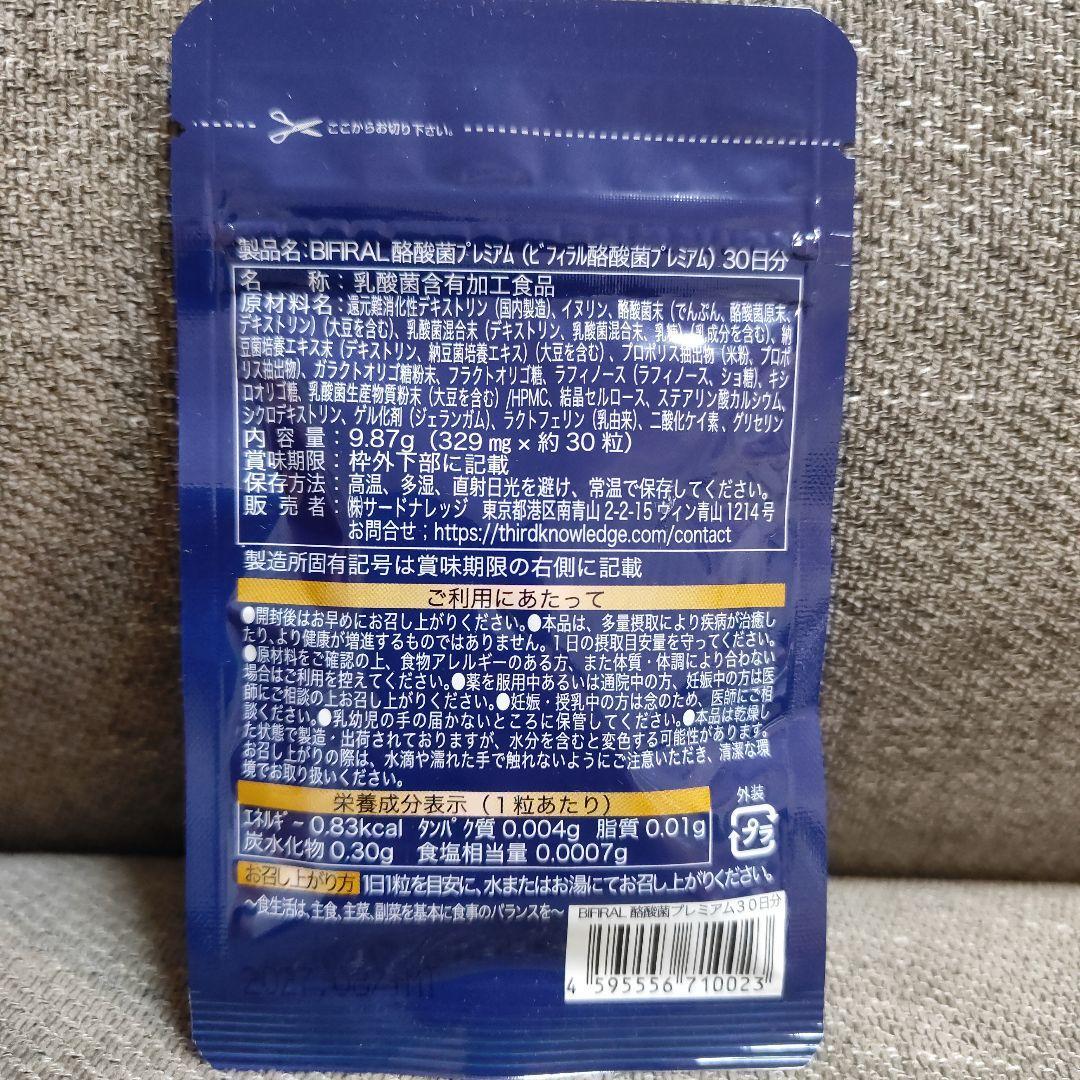 ここからお切り下さい。
製品名：BIFIRAL 酪酸菌プレミアム（ビフィラル酪酸菌プレミアム）30日分
名　　称：乳酸菌含有加工食品
原材料名：還元難消化性デキストリン（国内製造）、イヌリン、酪酸菌末（でんぷん、酪酸菌原末、
デキストリン）（大豆を含む）、乳酸菌混合末（デキストリン、乳酸菌混合末、乳糖）（乳成分を含む）、納
豆菌培養エキス末（デキストリン、納豆菌培養エキス）（大豆を含む）、プロポリス抽出物（米粉、プロポ
リス抽出物）、ガラクトオリゴ糖粉末、フラクトオリゴ糖、ラフィノース（ラフィノース、ショ糖）、キシ
ロオリゴ糖、乳酸菌生産物質粉末（大豆を含む）/HPMC、結晶セルロース、ステアリン酸カルシウム、
シクロデキストリン、ゲル化剤（ジェランガム）、ラクトフェリン（乳由来）、二酸化ケイ素、グリセリン
内 容 量：9.87g（329㎎×約30粒）
賞味期限：枠外下部に記載
保存方法：高温、多湿、直射日光を避け、常温で保存してください。
販 売 者：㈱サードナレッジ　東京都港区南青山2-2-15 ヴィン青山1214号
お問合せ；https://thirdknowledge.com/contact
製造所固有記号は賞味期限の右側に記載
ご利用にあたって
●開封後はお早めにお召し上がりください。●本品は、多量摂取により疾病が治癒し
たり、より健康が増進するものではありません。1日の摂取目安量を守ってください。
●原材料をご確認の上、食物アレルギーのある方、また体質・体調により合わない
場合はご利用を控えてください。●薬を服用中あるいは通院中の方、妊娠中の方は医
師にご相談の上お召し上がりください。●妊娠・授乳中の方は念のため、医師にご相
談ください。●乳幼児の手の届かないところに保管してください。●本品は乾燥し
た状態で製造・出荷されておりますが、水分を含むと変色する可能性があります。
お召し上がりの際は、水滴や濡れた手で触れないようにご注意いただき、清潔な環
境でお取り扱いください。
栄養成分表示（1粒あたり）
エネルギー 0.83kcal　タンパク質 0.004g　脂質 0.01g
炭水化物 0.30g　食塩相当量 0.0007g
外装
プラ
お召し上がり方 1日1粒を目安に、水またはお湯にてお召し上がりください。
～食生活は、主食、主菜、副菜を基本に食事のバランスを～
BIFIRAL 酪酸菌プレミアム30日分
4 595556 710023